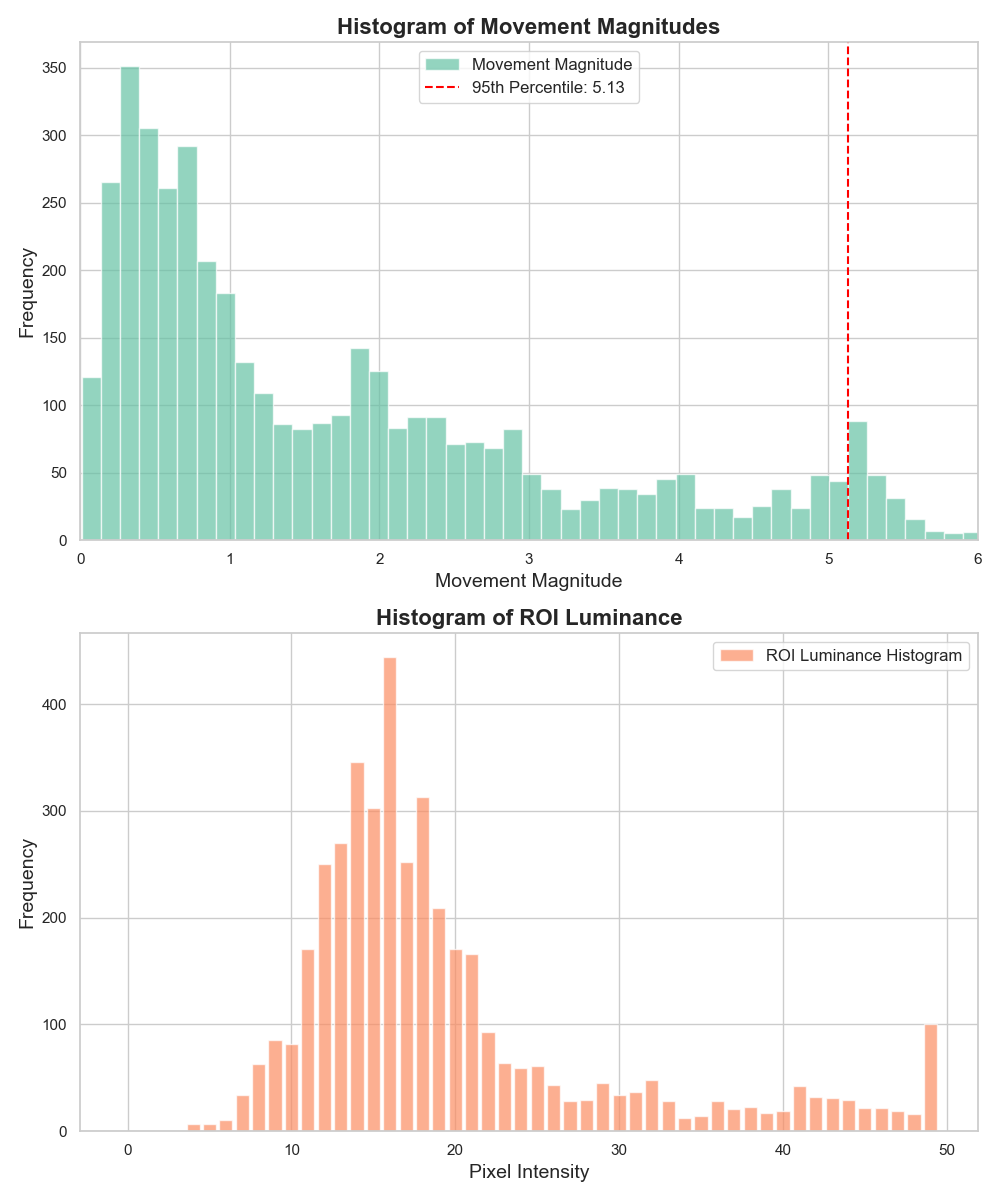 Histogram of Movement Magnitudes
Movement Magnitude
95th Percentile: 5.13
Frequency
350
300
250
200
150
100
50
0
0 1 2 3 4 5 6
Movement Magnitude
Histogram of ROI Luminance
ROI Luminance Histogram
Frequency
400
300
200
100
0
0 10 20 30 40 50
Pixel Intensity